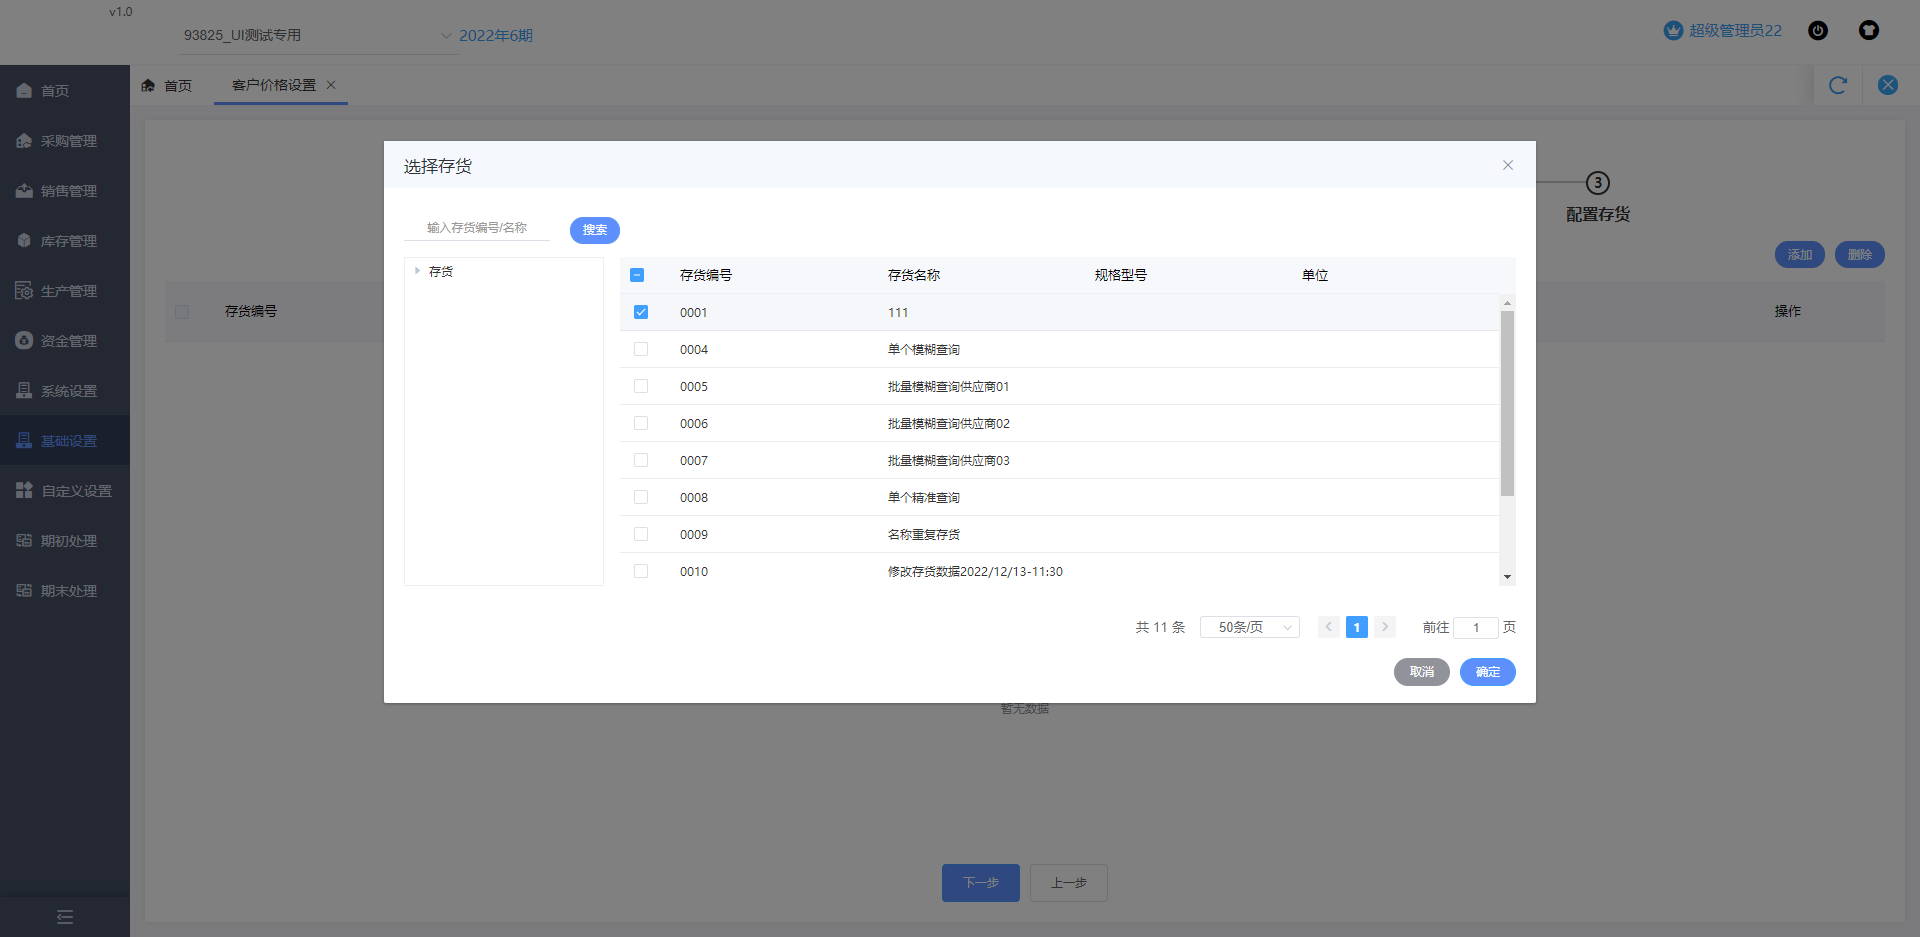 v1.0
93825_UI测试专用
2022年6期
超级管理员22
首页
采购管理
销售管理
库存管理
生产管理
资金管理
系统设置
基础设置
自定义设置
期初处理
期末处理
首页
客户价格设置
3
配置存货
添加
删除
存货编号
操作
选择存货
输入存货编号/名称
搜索
存货
存货编号 存货名称 规格型号 单位
0001 111
0004 单个模糊查询
0005 批量模糊查询供应商01
0006 批量模糊查询供应商02
0007 批量模糊查询供应商03
0008 单个精准查询
0009 名称重复存货
0010 修改存货数据2022/12/13-11:30
共 11 条 50条/页 1 前往 1 页
取消
确定
暂无数据
下一步
上一步